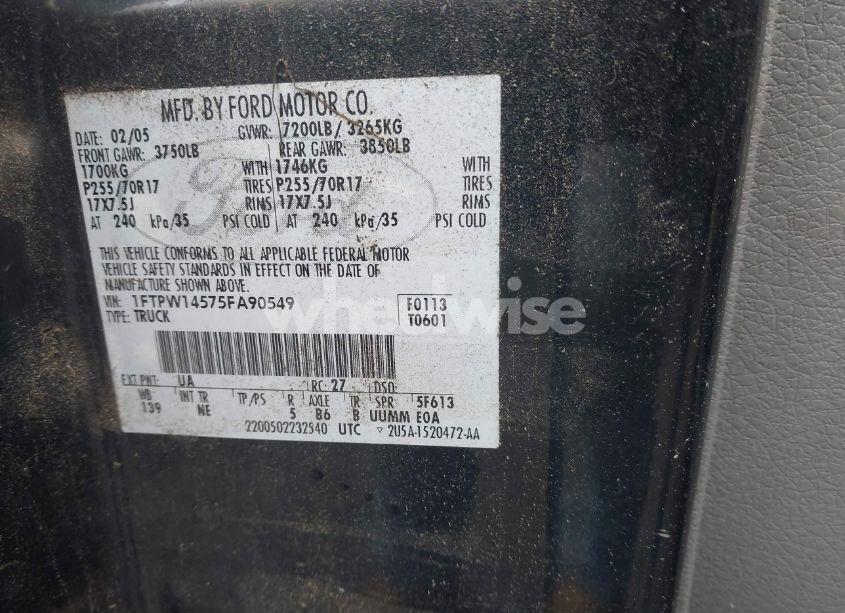 MFD. BY FORD MOTOR CO.
DATE: 02/05 GVWR: 7200LB/ 3265KG
FRONT GAWR: 3750LB REAR GAWR: 3850LB
1700KG WITH 1746KG WITH
P255/70R17 TIRES P255/70R17 TIRES
17X7.5J RIMS 17X7.5J RIMS
AT 240 kPa/35 PSI COLD AT 240 kPa/35 PSI COLD
THIS VEHICLE CONFORMS TO ALL APPLICABLE FEDERAL MOTOR
VEHICLE SAFETY STANDARDS IN EFFECT ON THE DATE OF
MANUFACTURE SHOWN ABOVE.
VIN: 1FTPW14575FA90549 F0113
TYPE: TRUCK T0601
wheelwise
EXT PNT: UA RC: 27 DSO:
WB INT TR TP/PS R AXLE TR SPR 5F613
139 NE 5 B6 B UUMM EOA
2200502232540 UTC ▿ 2U5A-1520472-AA
Ford